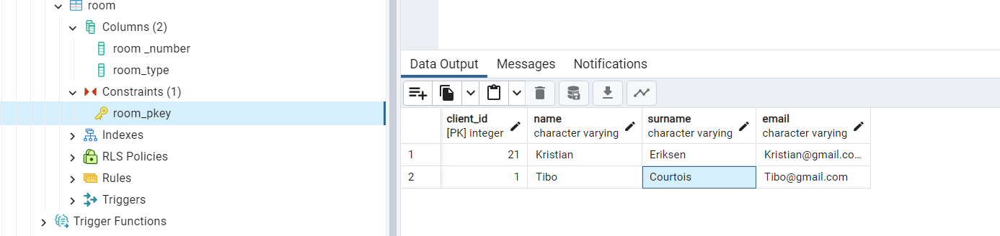 room
Columns (2)
room _number
room_type
Constraints (1)
room_pkey
Indexes
RLS Policies
Rules
Triggers
Trigger Functions
Data Output Messages Notifications
client_id name surname email
[PK] integer character varying character varying character varying
1 21 Kristian Eriksen Kristian@gmail.co...
2 1 Tibo Courtois Tibo@gmail.com